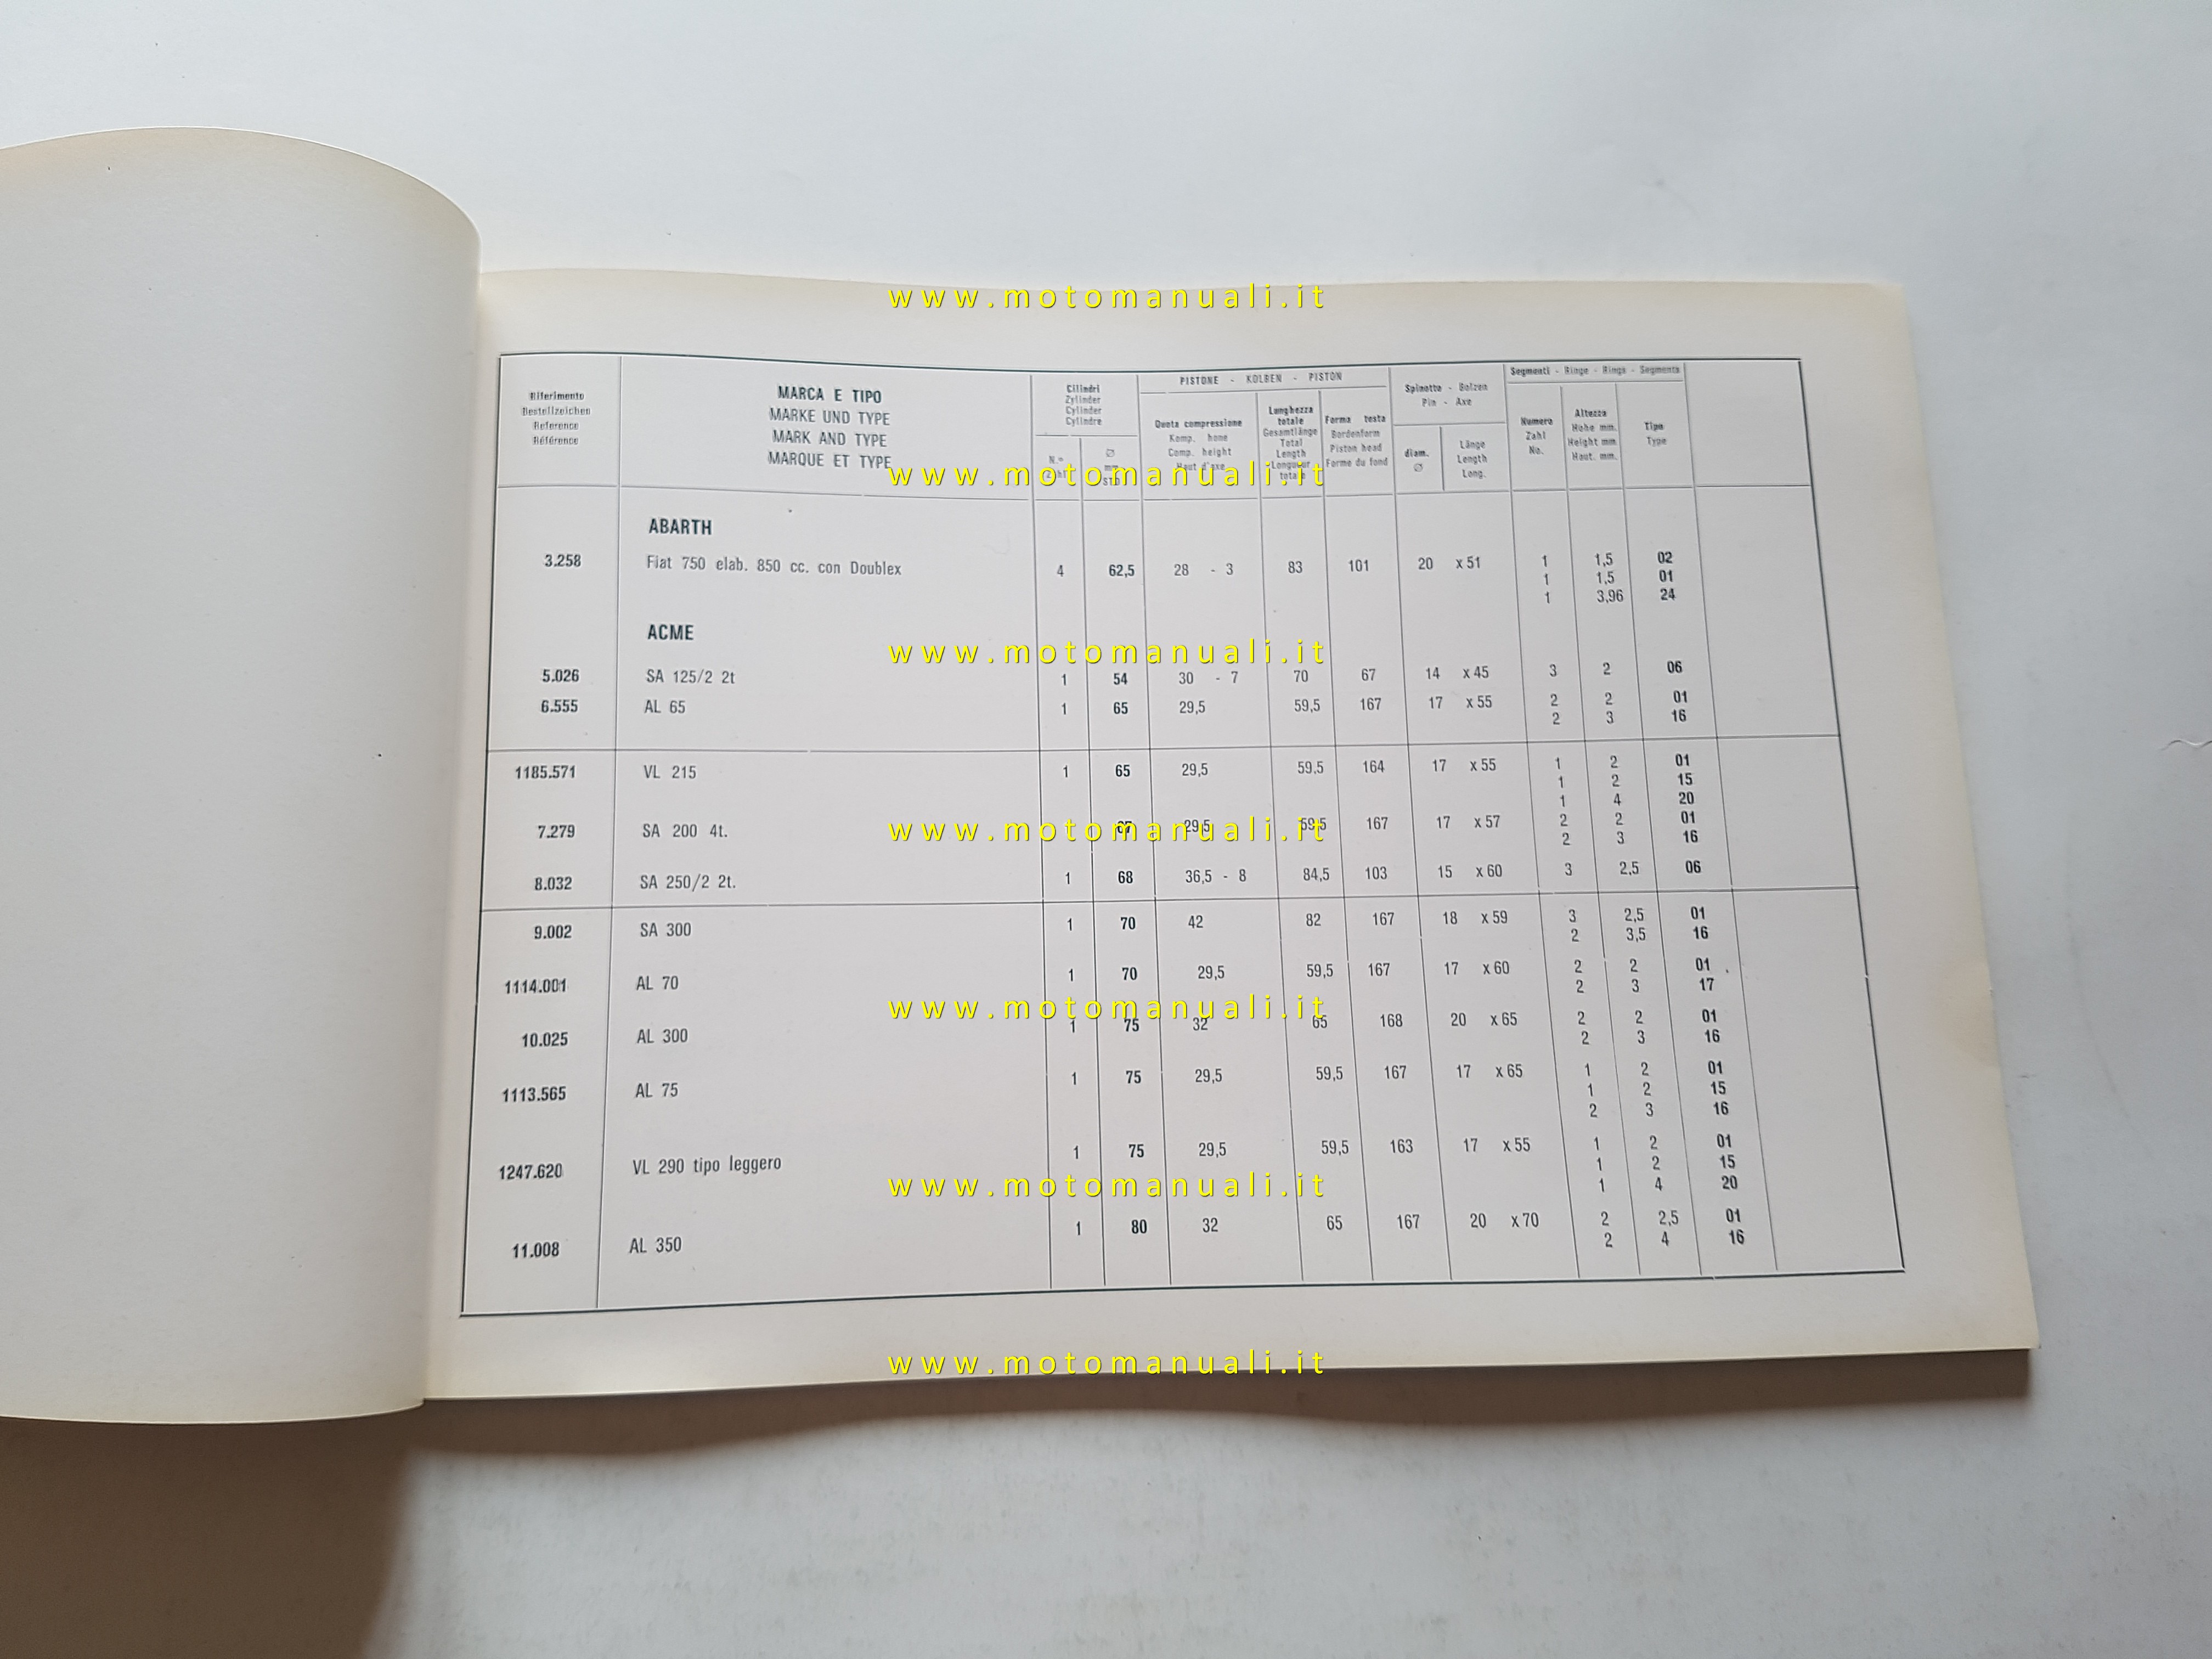 www.motomanuali.it
Riferimento
Bestellzeichen
Reference
Référence
MARCA E TIPO
MARKE UND TYPE
MARK AND TYPE
MARQUE ET TYPE
Cilindri
Zylinder
Cylinder
Cylindre
Ø
PISTONE - KOLBEN - PISTON
Quota compressione
Comp. height
Lunghezza
totale
Gesamtlänge
Total
Length
Longueur
totale
Forma testa
Bordenform
Piston head
Forme du fond
Spinotto - Bolzen
Pin - Axe
diam.
Ø
Länge
Length
Long.
Segmenti - Ringe - Rings - Segments
Numero
Zahl
No.
Altezza
Hohe mm.
Height mm.
Haut. mm.
Tipo
Type
www.motomanuali.it
ABARTH
3.258 Fiat 750 elab. 850 cc. con Doublex 4 62,5 28 - 3 83 101 20 x 51 1 1,5 02
1 1,5 01
1 3,96 24
ACME
www.motomanuali.it
5.026 SA 125/2 2t 1 54 30 - 7 70 67 14 x 45 3 2 06
6.555 AL 65 1 65 29,5 59,5 167 17 x 55 2 2 01
2 3 16
1185.571 VL 215 1 65 29,5 59,5 164 17 x 55 1 2 01
1 2 15
1 4 20
7.279 SA 200 4t. 29,5 59,5 167 17 x 57 2 2 01
2 3 16
www.motomanuali.it
8.032 SA 250/2 2t. 1 68 36,5 - 8 84,5 103 15 x 60 3 2,5 06
9.002 SA 300 1 70 42 82 167 18 x 59 3 2,5 01
2 3,5 16
1114.001 AL 70 1 70 29,5 59,5 167 17 x 60 2 2 01
2 3 17
www.motomanuali.it
10.025 AL 300 1 75 32 65 168 20 x 65 2 2 01
2 3 16
1113.565 AL 75 1 75 29,5 59,5 167 17 x 65 1 2 01
1 2 15
2 3 16
1247.620 VL 290 tipo leggero 1 75 29,5 59,5 163 17 x 55 1 2 01
1 2 15
1 4 20
www.motomanuali.it
11.008 AL 350 1 80 32 65 167 20 x 70 2 2,5 01
2 4 16
www.motomanuali.it